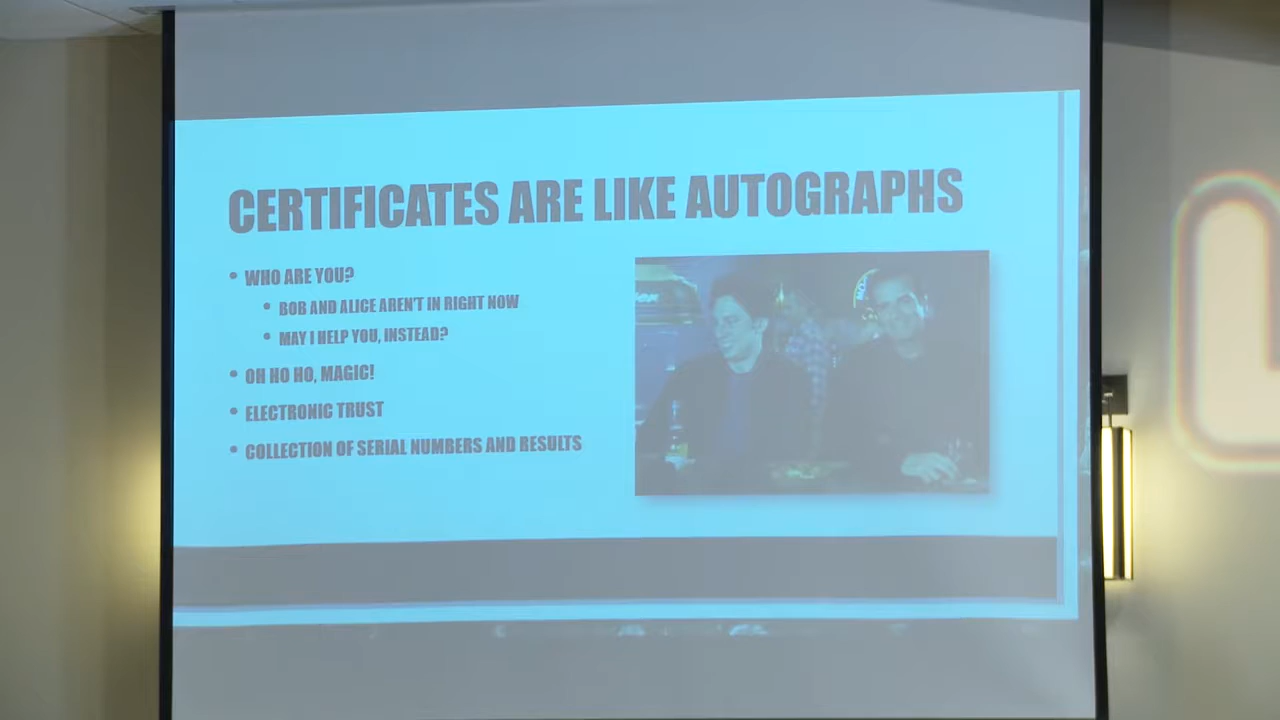 CERTIFICATES ARE LIKE AUTOGRAPHS
• WHO ARE YOU?
• BOB AND ALICE AREN'T IN RIGHT NOW
• MAY I HELP YOU, INSTEAD?
• OH HO HO, MAGIC!
• ELECTRONIC TRUST
• COLLECTION OF SERIAL NUMBERS AND RESULTS